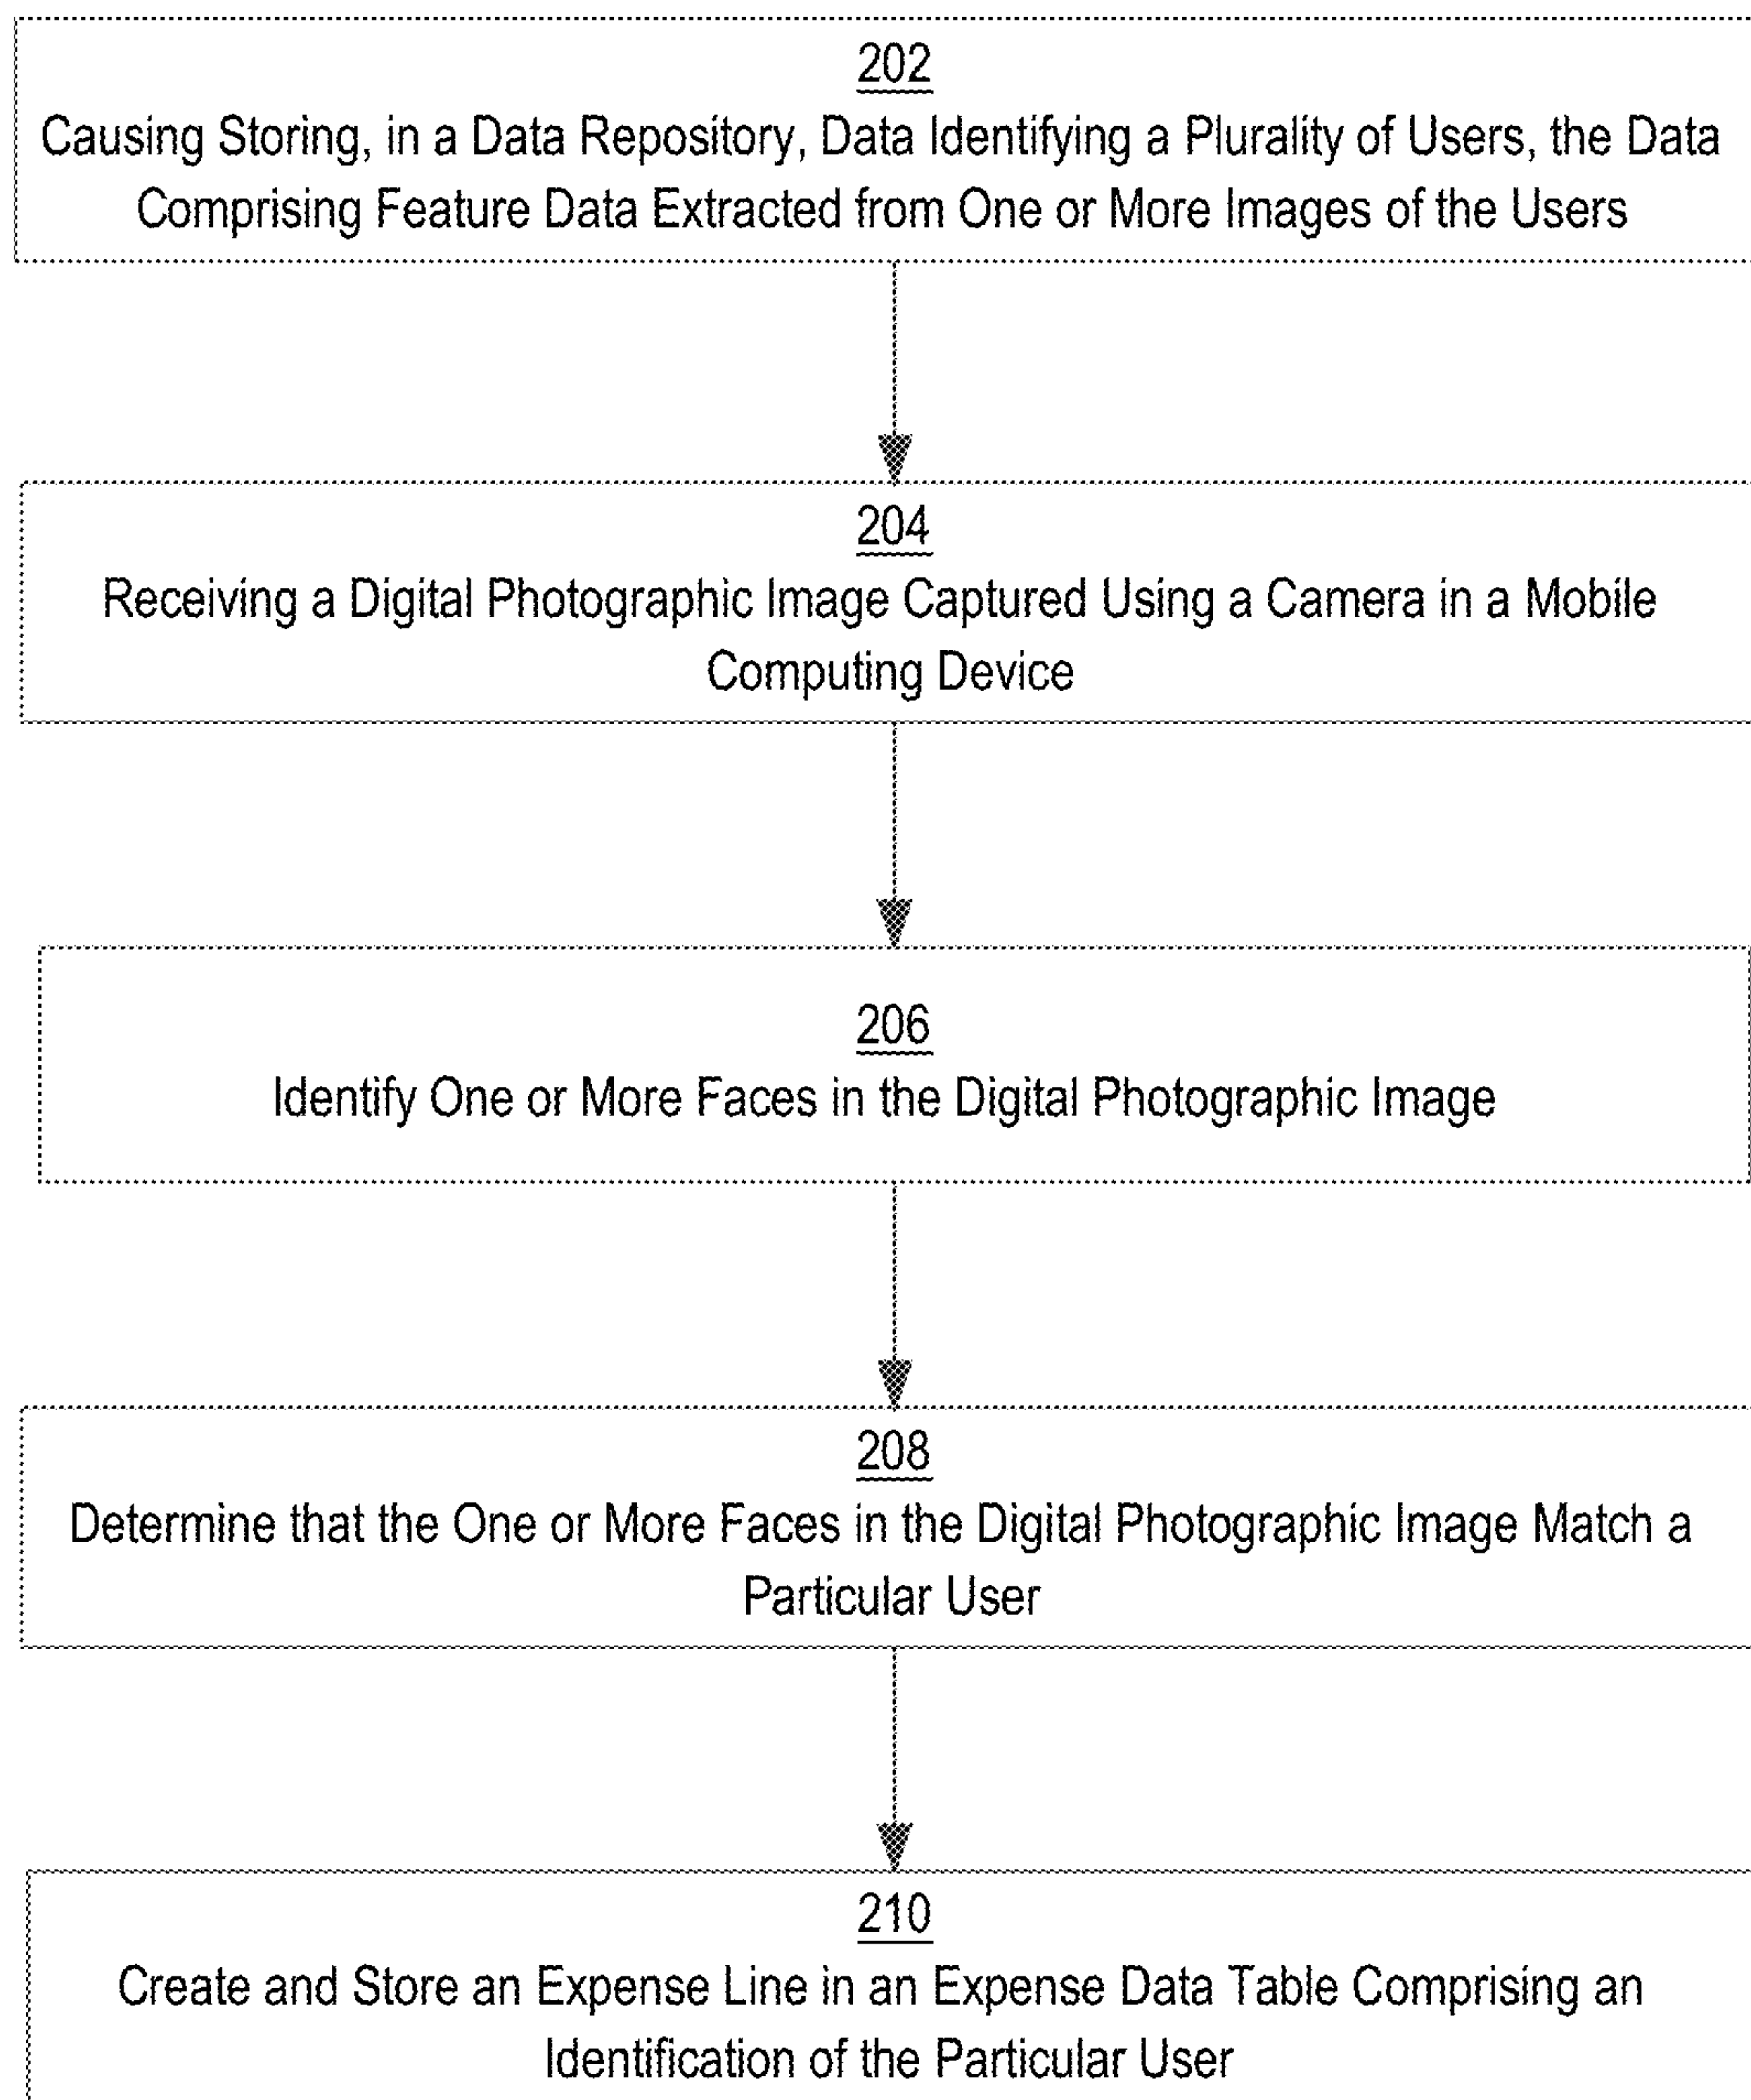 202
Causing Storing, in a Data Repository, Data Identifying a Plurality of Users, the Data
Comprising Feature Data Extracted from One or More Images of the Users
204
Receiving a Digital Photographic Image Captured Using a Camera in a Mobile
Computing Device
206
Identify One or More Faces in the Digital Photographic Image
208
Determine that the One or More Faces in the Digital Photographic Image Match a
Particular User
210
Create and Store an Expense Line in an Expense Data Table Comprising an
Identification of the Particular User